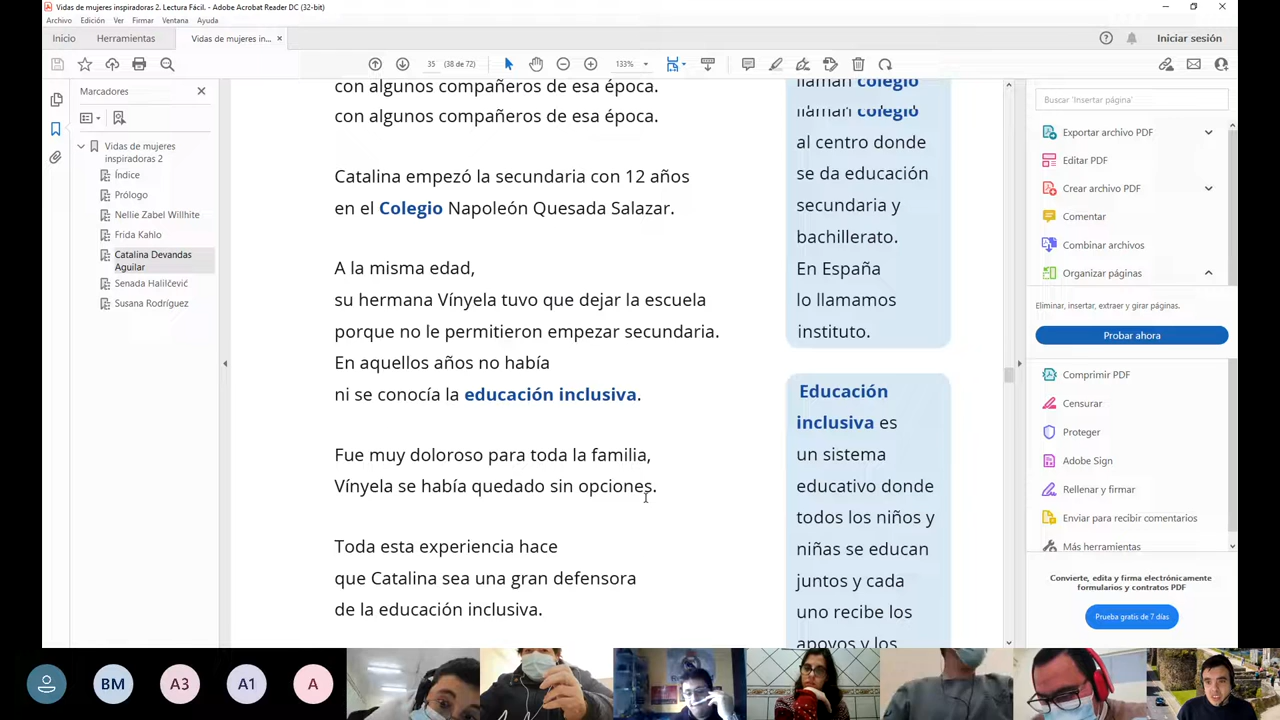 Vidas de mujeres inspiradoras 2. Lectura Fácil. - Adobe Acrobat Reader DC (32-bit)
Archivo Edición Ver Firmar Ventana Ayuda
Inicio Herramientas Vidas de mujeres in... × Iniciar sesión
35 (38 de 72) 133%
Marcadores
Vidas de mujeres
inspiradoras 2
Índice
Prólogo
Nellie Zabel Willhite
Frida Kahlo
Catalina Devandas
Aguilar
Senada Halilčević
Susana Rodríguez
con algunos compañeros de esa época.
con algunos compañeros de esa época.
Catalina empezó la secundaria con 12 años
en el Colegio Napoleón Quesada Salazar.
A la misma edad,
su hermana Vínyela tuvo que dejar la escuela
porque no le permitieron empezar secundaria.
En aquellos años no había
ni se conocía la educación inclusiva.
Fue muy doloroso para toda la familia,
Vínyela se había quedado sin opciones.
Toda esta experiencia hace
que Catalina sea una gran defensora
de la educación inclusiva.
llaman colegio
llaman colegio
al centro donde
se da educación
secundaria y
bachillerato.
En España
lo llamamos
instituto.
Educación
inclusiva es
un sistema
educativo donde
todos los niños y
niñas se educan
juntos y cada
uno recibe los
apoyos y los
Buscar 'Insertar página'
Exportar archivo PDF
Editar PDF
Crear archivo PDF
Comentar
Combinar archivos
Organizar páginas
Eliminar, insertar, extraer y girar páginas.
Probar ahora
Comprimir PDF
Censurar
Proteger
Adobe Sign
Rellenar y firmar
Enviar para recibir comentarios
Más herramientas
Convierte, edita y firma electrónicamente
formularios y contratos PDF
Prueba gratis de 7 días
BM A3 A1 A